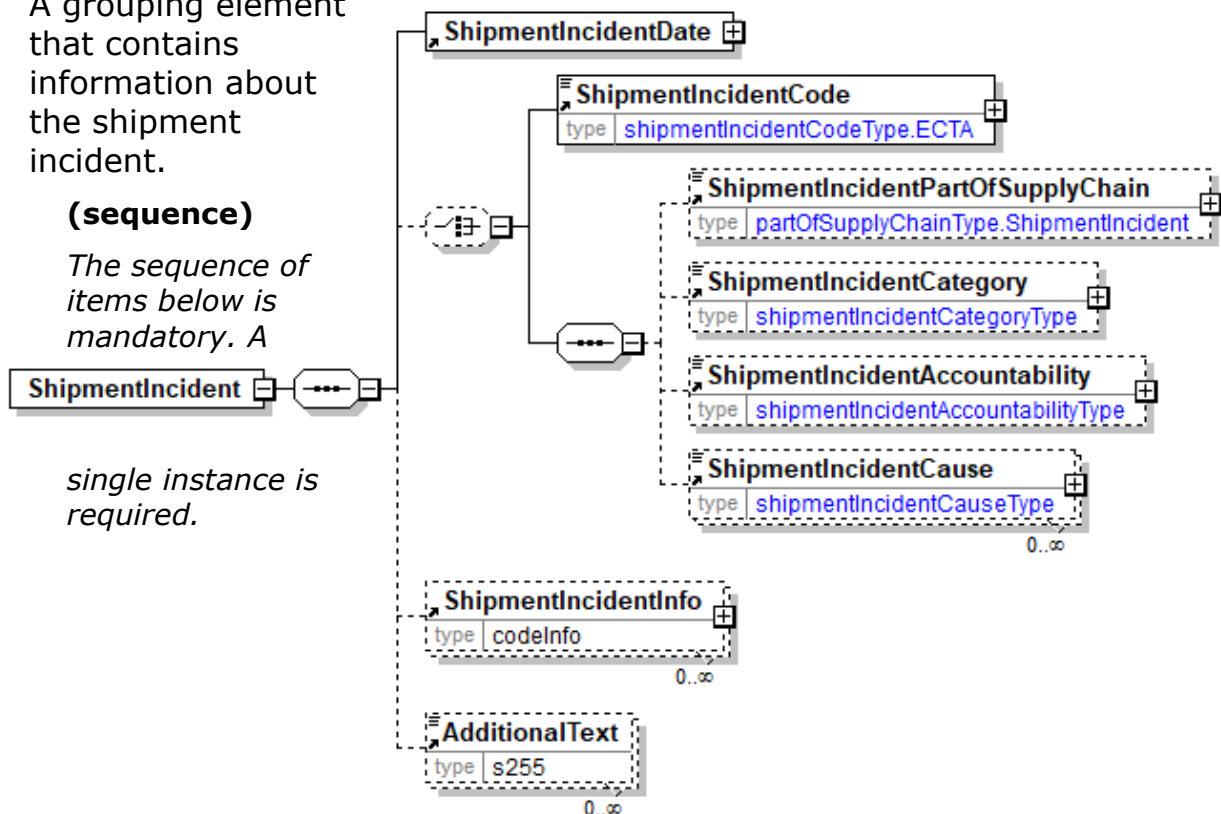 A grouping element
that contains
information about
the shipment
incident.
(sequence)
The sequence of
items below is
mandatory. A
single instance is
required.
ShipmentIncident
ShipmentIncidentDate
ShipmentIncidentCode
type shipmentIncidentCodeType.ECTA
ShipmentIncidentPartOfSupplyChain
type partOfSupplyChainType.ShipmentIncident
ShipmentIncidentCategory
type shipmentIncidentCategoryType
ShipmentIncidentAccountability
type shipmentIncidentAccountabilityType
ShipmentIncidentCause
type shipmentIncidentCauseType
0..∞
ShipmentIncidentInfo
type codeInfo
0..∞
AdditionalText
type s255
0..∞